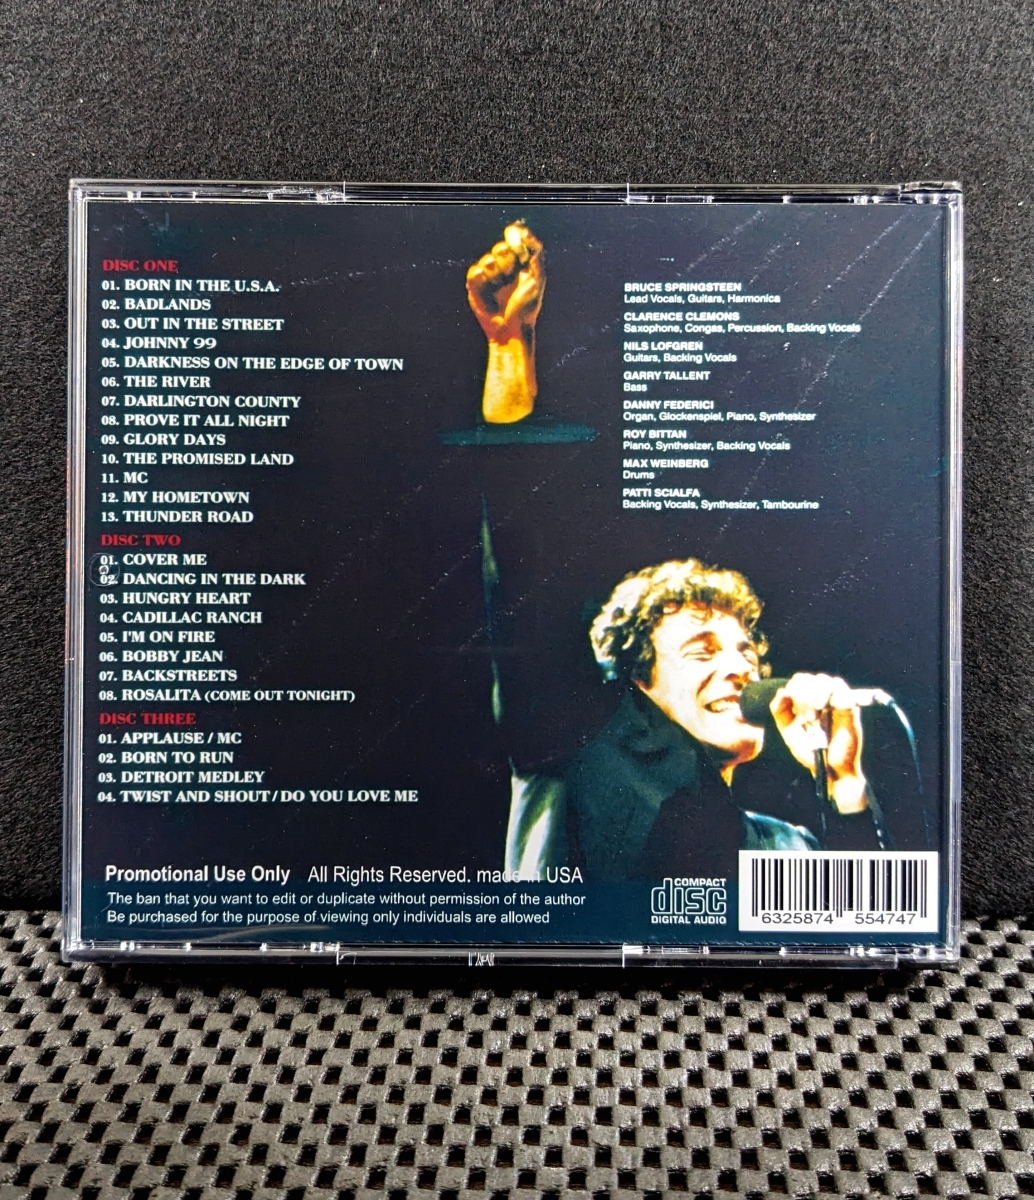 DISC ONE
01. BORN IN THE U.S.A.
02. BADLANDS
03. OUT IN THE STREET
04. JOHNNY 99
05. DARKNESS ON THE EDGE OF TOWN
06. THE RIVER
07. DARLINGTON COUNTY
08. PROVE IT ALL NIGHT
09. GLORY DAYS
10. THE PROMISED LAND
11. MC
12. MY HOMETOWN
13. THUNDER ROAD
DISC TWO
01. COVER ME
02. DANCING IN THE DARK
03. HUNGRY HEART
04. CADILLAC RANCH
05. I'M ON FIRE
06. BOBBY JEAN
07. BACKSTREETS
08. ROSALITA (COME OUT TONIGHT)
DISC THREE
01. APPLAUSE / MC
02. BORN TO RUN
03. DETROIT MEDLEY
04. TWIST AND SHOUT / DO YOU LOVE ME
BRUCE SPRINGSTEEN
Lead Vocals, Guitars, Harmonica
CLARENCE CLEMONS
Saxophone, Congas, Percussion, Backing Vocals
NILS LOFGREN
Guitars, Backing Vocals
GARRY TALLENT
Bass
DANNY FEDERICI
Organ, Glockenspiel, Piano, Synthesizer
ROY BITTAN
Piano, Synthesizer, Backing Vocals
MAX WEINBERG
Drums
PATTI SCIALFA
Backing Vocals, Synthesizer, Tambourine
Promotional Use Only All Rights Reserved. made in USA
The ban that you want to edit or duplicate without permission of the author
Be purchased for the purpose of viewing only individuals are allowed
COMPACT
disc
DIGITAL AUDIO
6325874 554747